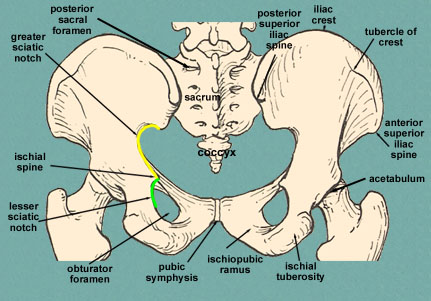 posterior
sacral
foramen
greater
sciatic
notch
posterior
superior
iliac
spine
iliac
crest
tubercle of
crest
sacrum
coccyx
anterior
superior
iliac
spine
ischial
spine
acetabulum
lesser
sciatic
notch
obturator
foramen
pubic
symphysis
ischiopubic
ramus
ischial
tuberosity